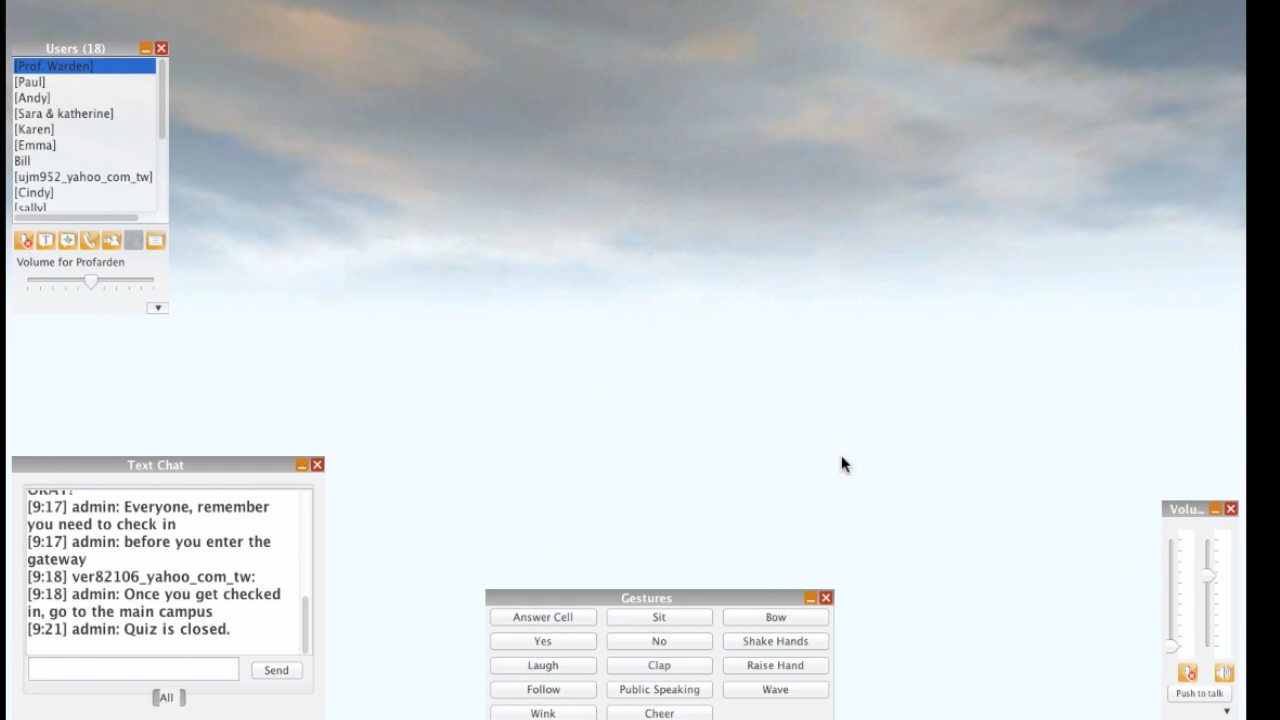 Users (18)
[Prof. Warden]
[Paul]
[Andy]
[Sara & katherine]
[Karen]
[Emma]
Bill
[ujm952_yahoo_com_tw]
[Cindy]
[sally]
Volume for Profarden
Text Chat
OKAY!
[9:17] admin: Everyone, remember
you need to check in
[9:17] admin: before you enter the
gateway
[9:18] ver82106_yahoo_com_tw:
[9:18] admin: Once you get checked
in, go to the main campus
[9:21] admin: Quiz is closed.
Send
All
Gestures
Answer Cell
Sit
Bow
Yes
No
Shake Hands
Laugh
Clap
Raise Hand
Follow
Public Speaking
Wave
Wink
Cheer
Volu...
Push to talk